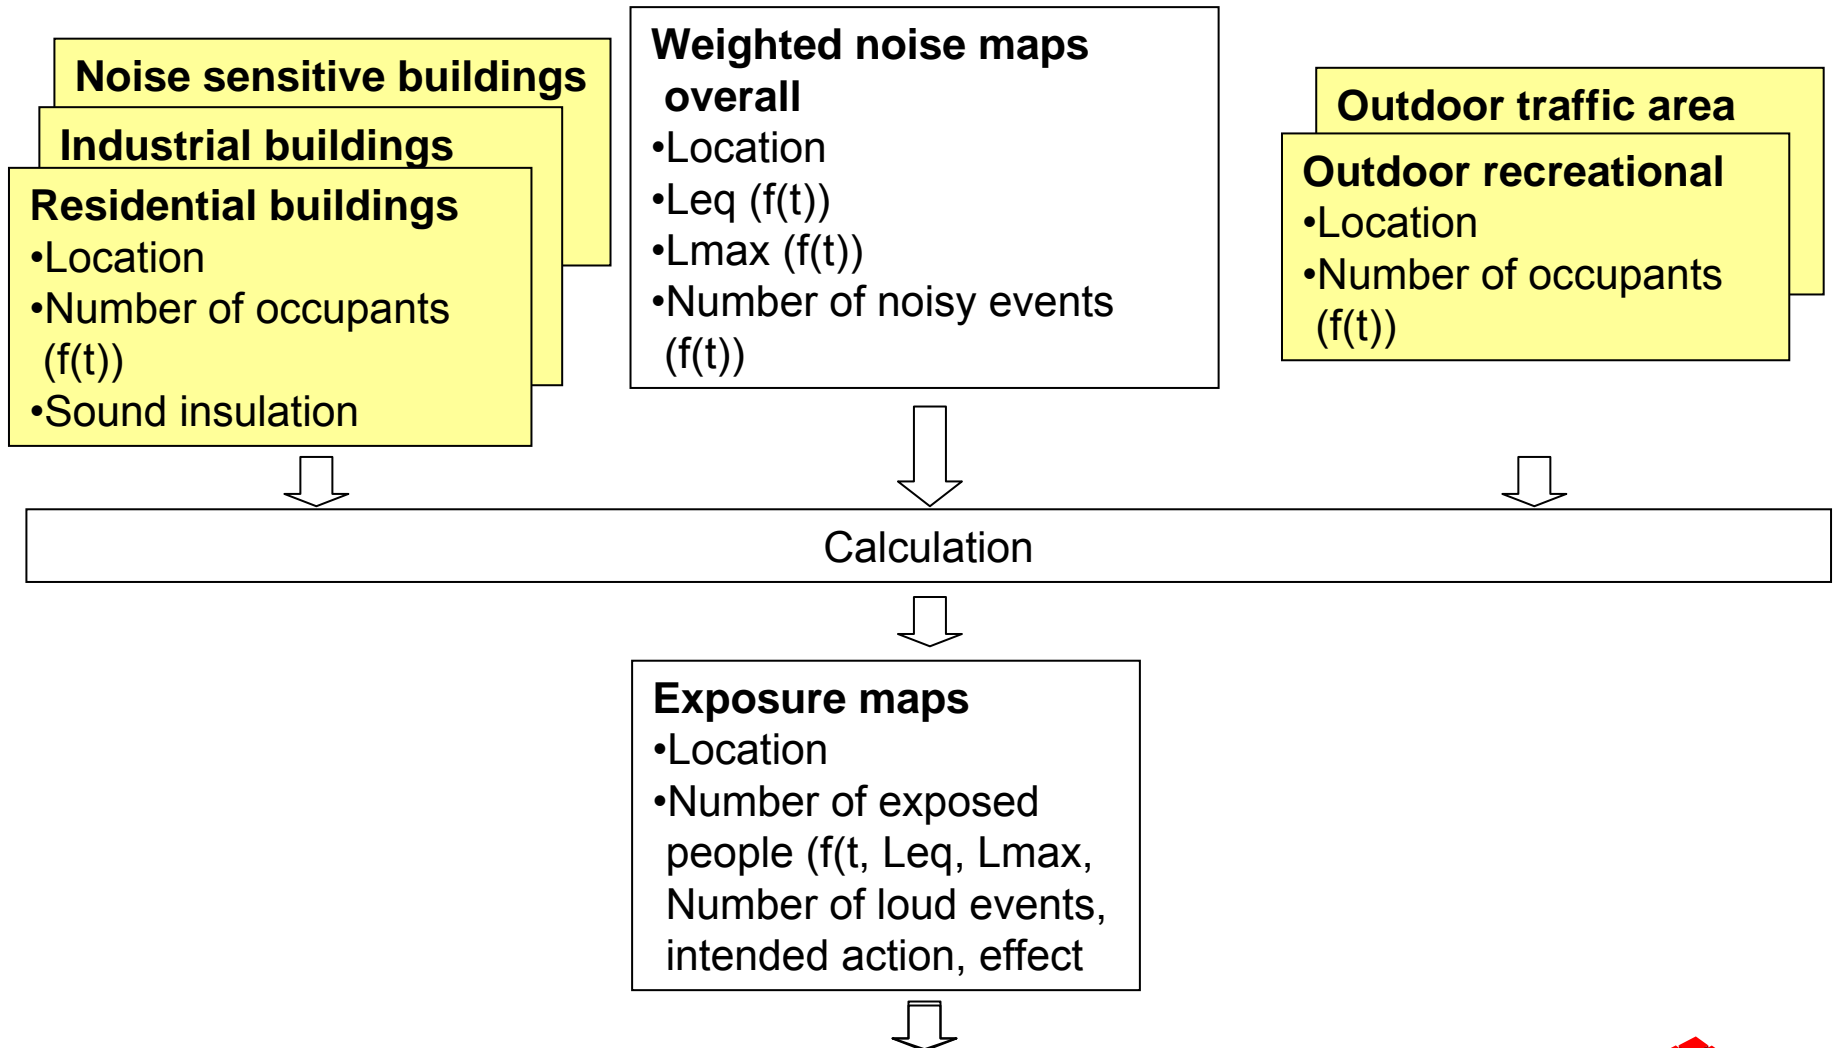 Noise sensitive buildings
Industrial buildings
Residential buildings
•Location
•Number of occupants
(f(t))
•Sound insulation
Weighted noise maps
overall
•Location
•Leq (f(t))
•Lmax (f(t))
•Number of noisy events
(f(t))
Outdoor traffic area
Outdoor recreational
•Location
•Number of occupants
(f(t))
Calculation
Exposure maps
•Location
•Number of exposed
people (f(t, Leq, Lmax,
Number of loud events,
intended action, effect